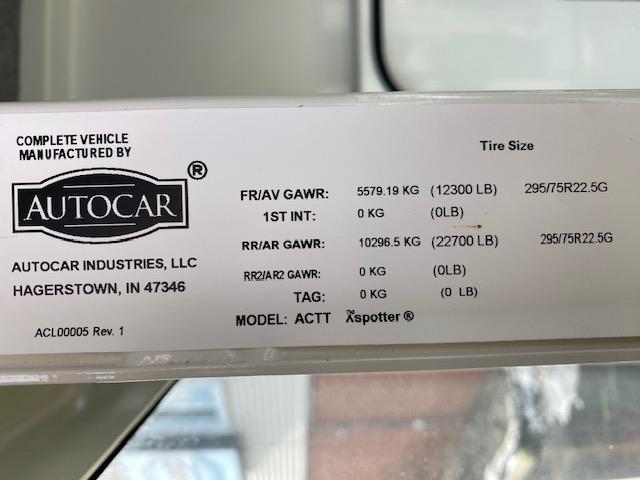 COMPLETE VEHICLE
MANUFACTURED BY
AUTOCAR ®
AUTOCAR INDUSTRIES, LLC
HAGERSTOWN, IN 47346
ACL00005 Rev. 1
Tire Size
FR/AV GAWR: 5579.19 KG (12300 LB) 295/75R22.5G
1ST INT: 0 KG (0LB)
RR/AR GAWR: 10296.5 KG (22700 LB) 295/75R22.5G
RR2/AR2 GAWR: 0 KG (0LB)
TAG: 0 KG (0 LB)
MODEL: ACTT spotter ®